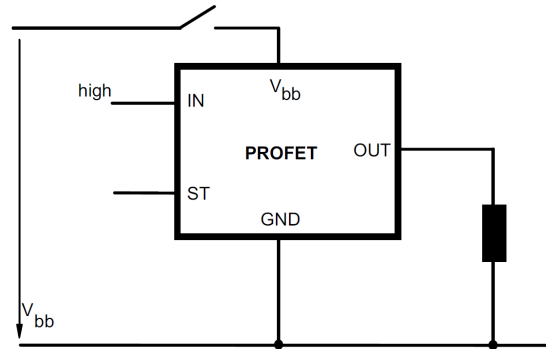 Vbb
high
IN
PROFET
OUT
ST
GND
Vbb